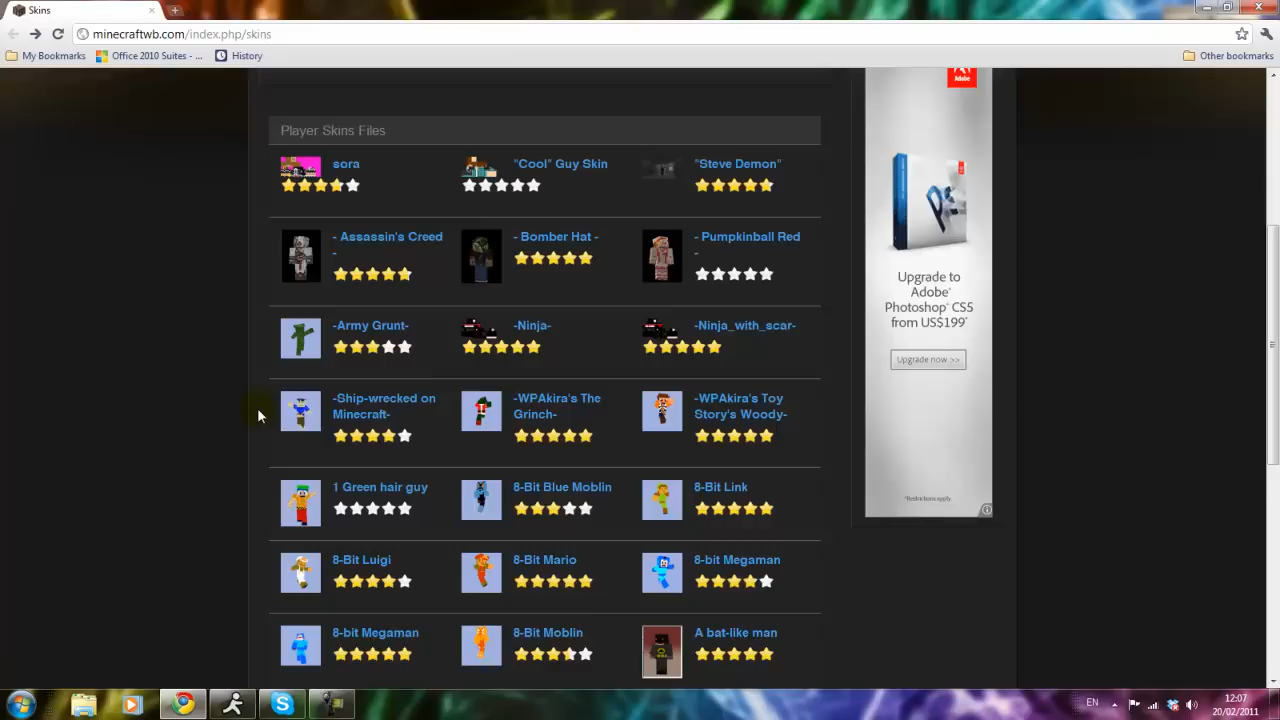 Skins
minecraftwb.com/index.php/skins
My Bookmarks Office 2010 Suites - ... History Other bookmarks
Adobe
Player Skins Files
sora "Cool" Guy Skin "Steve Demon"
- Assassin's Creed - Bomber Hat - - Pumpkinball Red
- -
-Army Grunt- -Ninja- -Ninja_with_scar-
-Ship-wrecked on -WPAkira's The -WPAkira's Toy
Minecraft- Grinch- Story's Woody-
1 Green hair guy 8-Bit Blue Moblin 8-Bit Link
8-Bit Luigi 8-Bit Mario 8-bit Megaman
8-bit Megaman 8-Bit Moblin A bat-like man
Upgrade to
Adobe®
Photoshop® CS5
from US$199*
Upgrade now >>
*Restrictions apply.
EN
12:07
20/02/2011